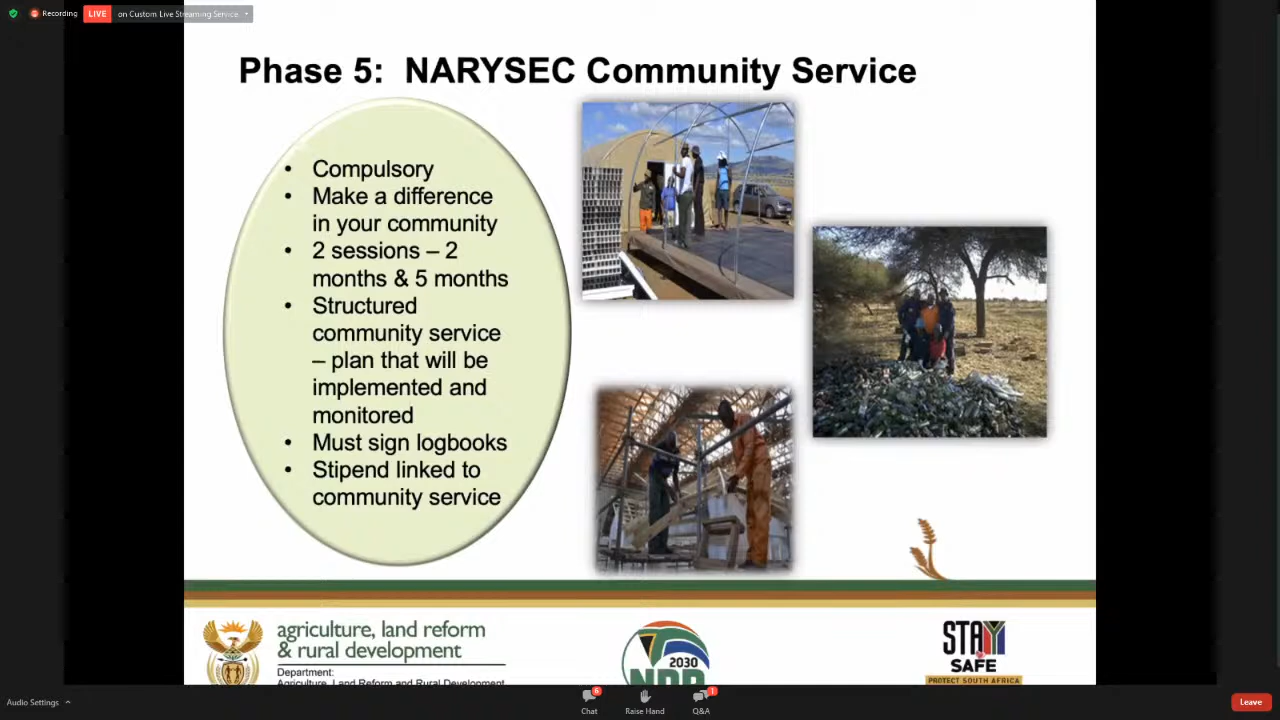 Recording
LIVE
on Custom Live Streaming Service
Phase 5: NARYSEC Community Service
• Compulsory
• Make a difference
in your community
• 2 sessions – 2
months & 5 months
• Structured
community service
– plan that will be
implemented and
monitored
• Must sign logbooks
• Stipend linked to
community service
agriculture, land reform
& rural development
Department:
Agriculture, Land Reform and Rural Development
2030
NDP
STAY
SAFE
PROTECT SOUTH AFRICA
Audio Settings
6
Chat
Raise Hand
1
Q&A
Leave